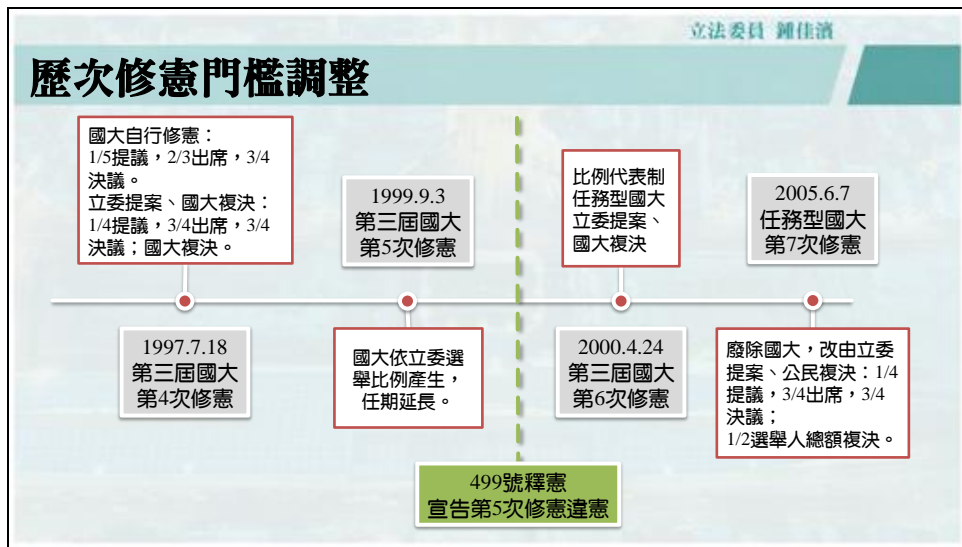 立法委員 鍾佳濱
歷次修憲門檻調整
國大自行修憲：
1/5提議，2/3出席，3/4
決議。
立委提案、國大複決：
1/4提議，3/4出席，3/4
決議；國大複決。
1997.7.18
第三屆國大
第4次修憲
1999.9.3
第三屆國大
第5次修憲
國大依立委選
舉比例產生，
任期延長。
499號釋憲
宣告第5次修憲違憲
比例代表制
任務型國大
立委提案、
國大複決
2000.4.24
第三屆國大
第6次修憲
2005.6.7
任務型國大
第7次修憲
廢除國大，改由立委
提案、公民複決：1/4
提議，3/4出席，3/4
決議；
1/2選舉人總額複決。